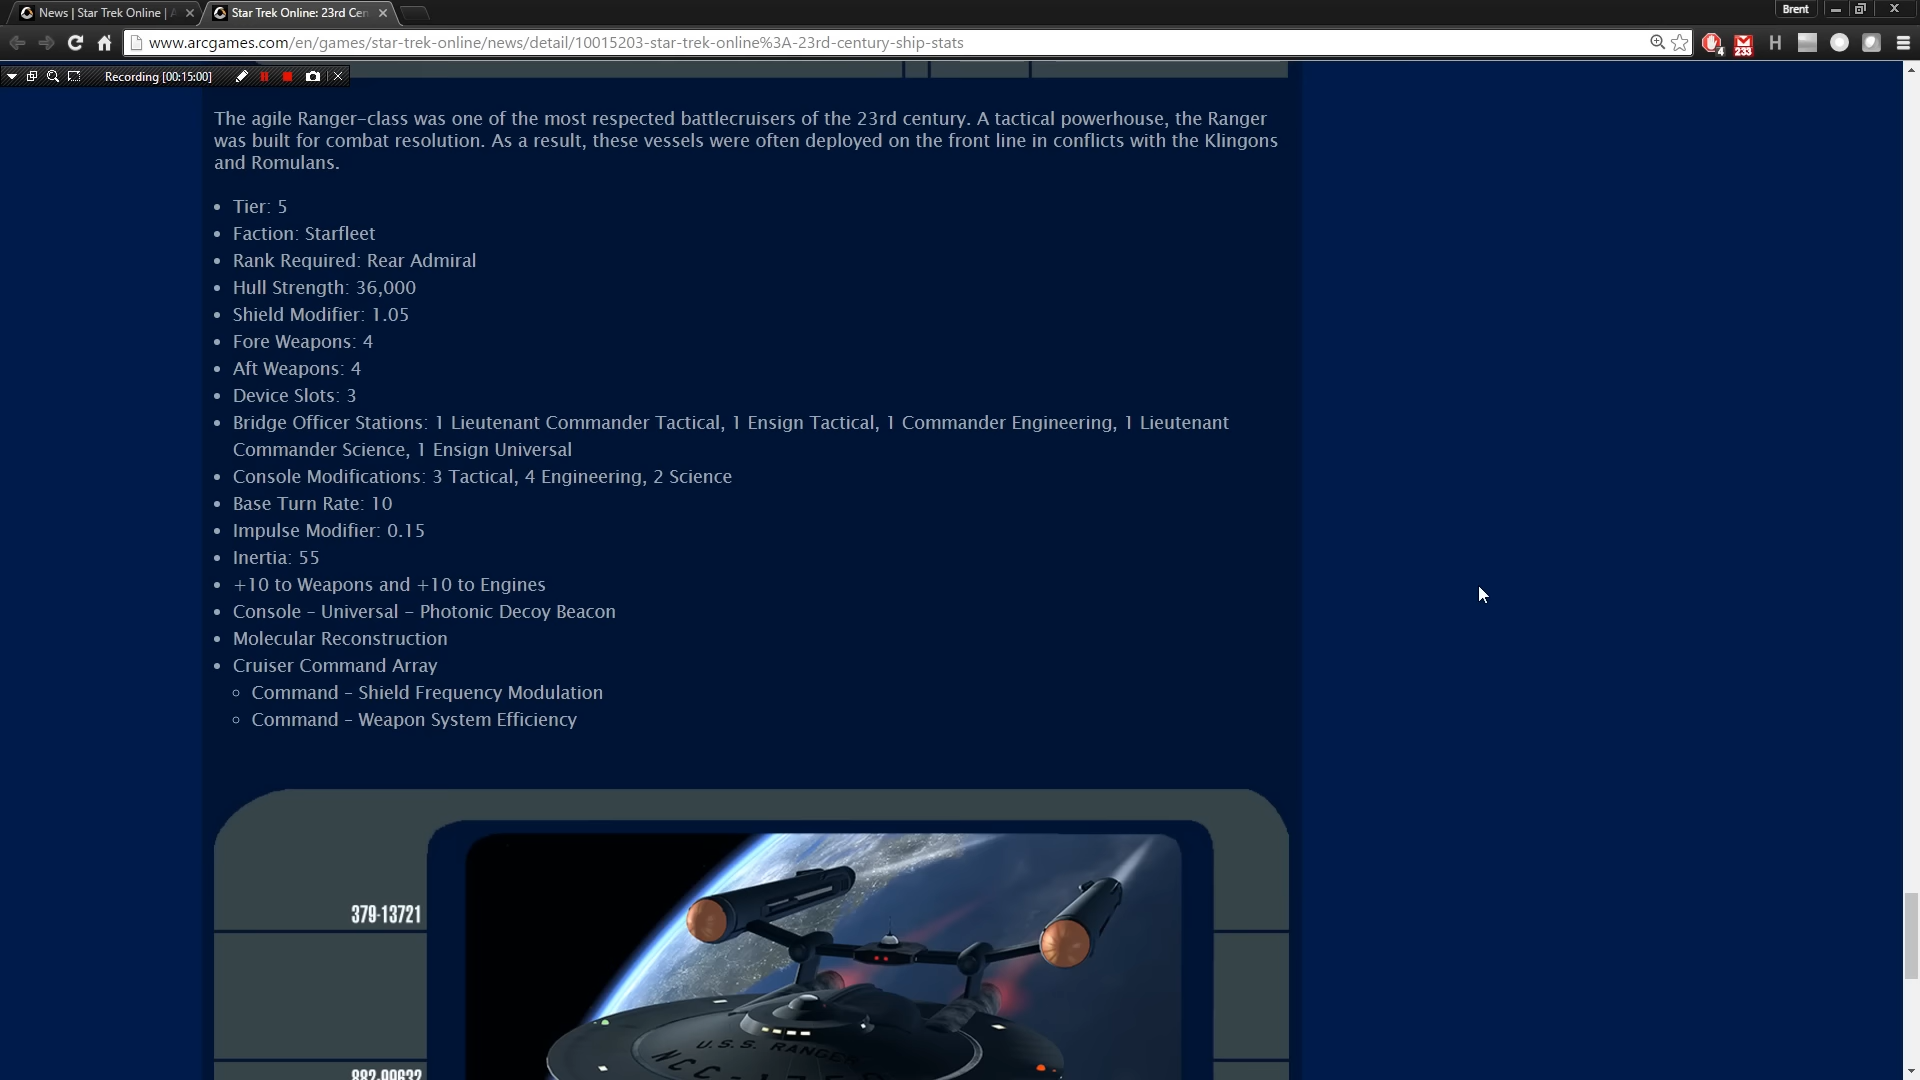 News | Star Trek Online |
Star Trek Online: 23rd Cen
Brent
www.arcgames.com/en/games/star-trek-online/news/detail/10015203-star-trek-online%3A-23rd-century-ship-stats
4
233
H
Recording [00:15:00]
The agile Ranger-class was one of the most respected battlecruisers of the 23rd century. A tactical powerhouse, the Ranger
was built for combat resolution. As a result, these vessels were often deployed on the front line in conflicts with the Klingons
and Romulans.
• Tier: 5
• Faction: Starfleet
• Rank Required: Rear Admiral
• Hull Strength: 36,000
• Shield Modifier: 1.05
• Fore Weapons: 4
• Aft Weapons: 4
• Device Slots: 3
• Bridge Officer Stations: 1 Lieutenant Commander Tactical, 1 Ensign Tactical, 1 Commander Engineering, 1 Lieutenant
Commander Science, 1 Ensign Universal
• Console Modifications: 3 Tactical, 4 Engineering, 2 Science
• Base Turn Rate: 10
• Impulse Modifier: 0.15
• Inertia: 55
• +10 to Weapons and +10 to Engines
• Console – Universal – Photonic Decoy Beacon
• Molecular Reconstruction
• Cruiser Command Array
◦ Command – Shield Frequency Modulation
◦ Command – Weapon System Efficiency
379-13721
U.S.S. RANGER
882-99632